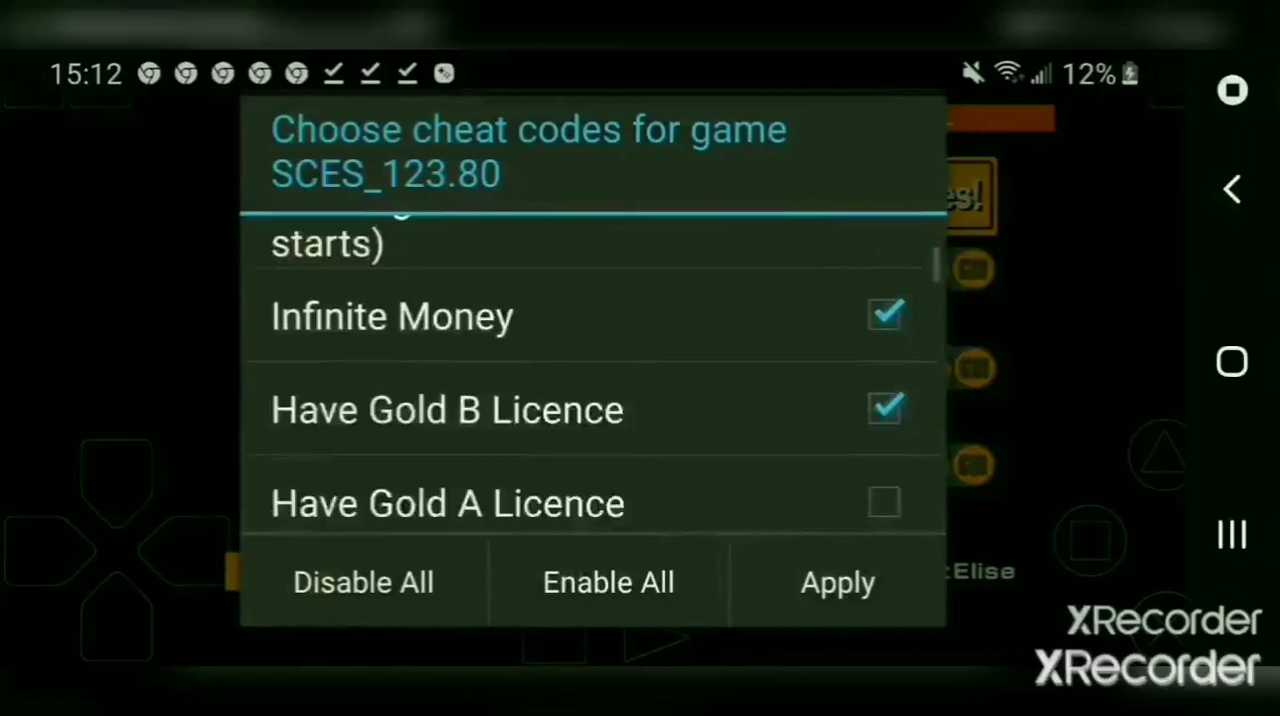 15:12
12%
Choose cheat codes for game
SCES_123.80
starts)
es!
Infinite Money
Have Gold B Licence
Have Gold A Licence
Disable All
Enable All
Apply
:Elise
XRecorder
XRecorder